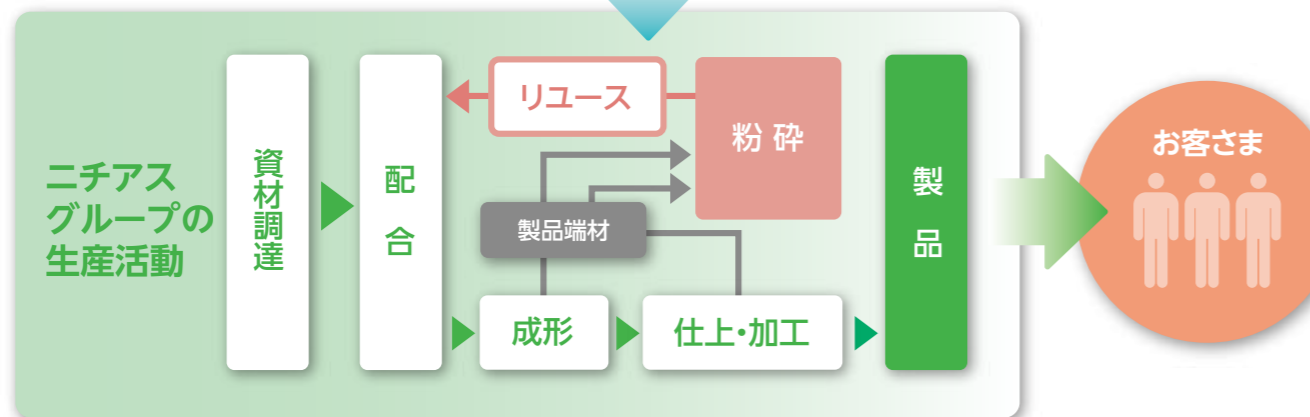 ニチアス
グループの
生産活動
資材調達
配合
リユース
粉砕
製品端材
成形
仕上・加工
製品
お客さま